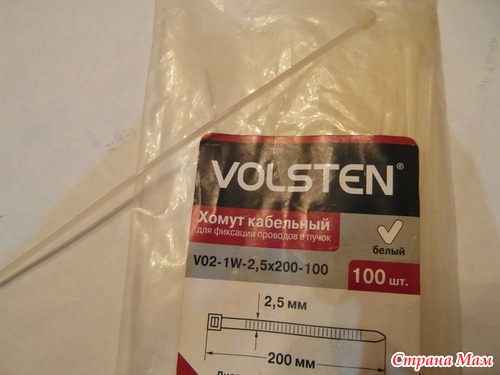 VOLSTEN®
Хомут кабельный
для фиксации проводов в пучок
белый
V02-1W-2,5x200-100
100 шт.
2,5 мм
200 мм
Страна Мам